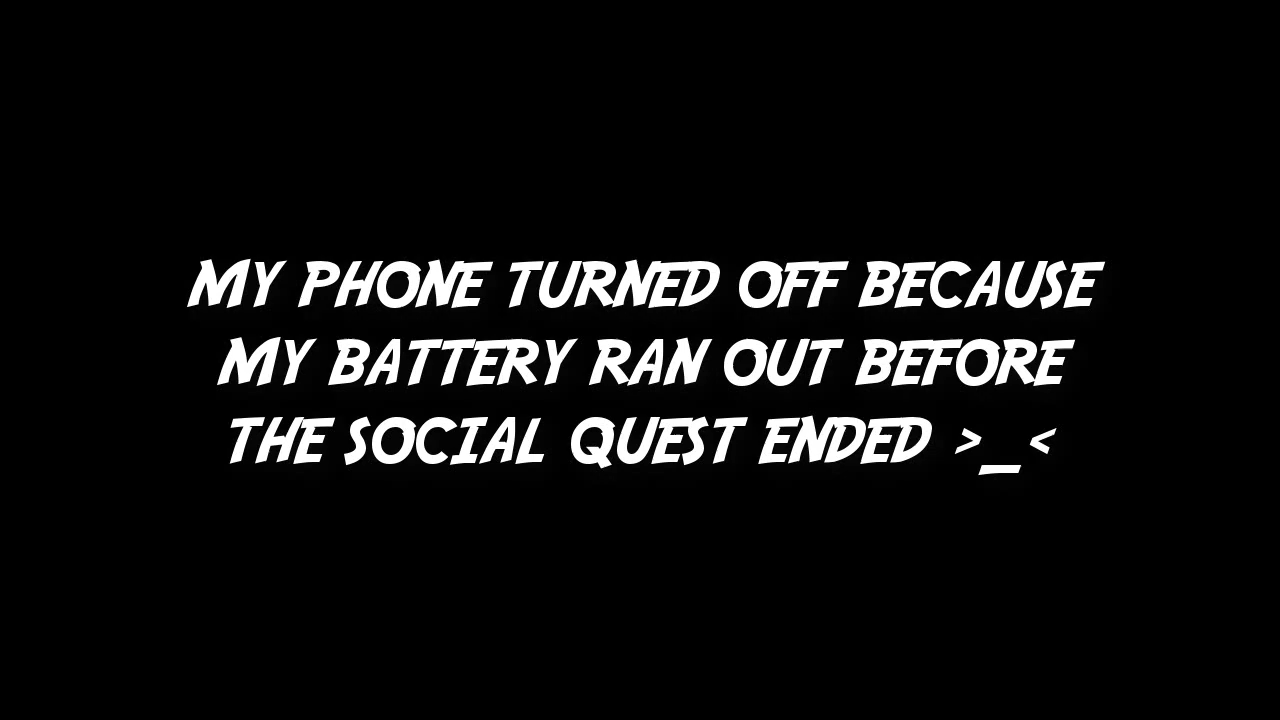 MY PHONE TURNED OFF BECAUSE
MY BATTERY RAN OUT BEFORE
THE SOCIAL QUEST ENDED >_<